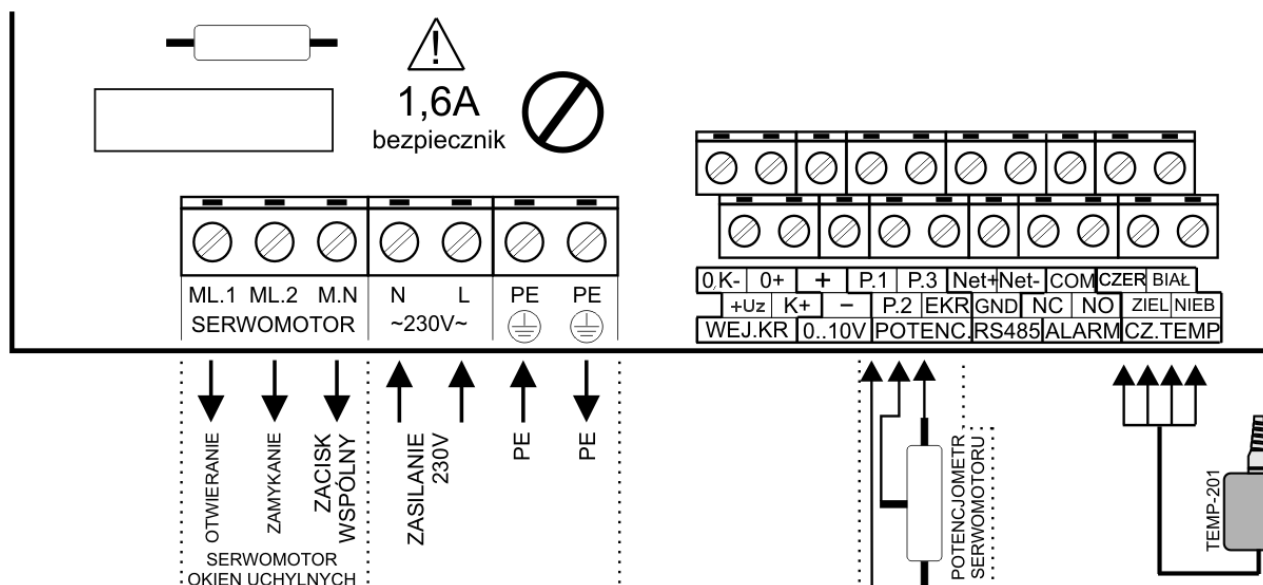 !
1,6A
bezpiecznik
ML.1 ML.2 M.N N L PE PE
SERWOMOTOR ~230V~
0 K- 0+ + P.1 P.3 Net+ Net- COM CZER BIAŁ
+Uz K+ − P.2 EKR GND NC NO ZIEL NIEB
WEJ.KR 0..10V POTENC. RS485 ALARM CZ.TEMP
OTWIERANIE
ZAMYKANIE
ZACISK
WSPÓLNY
ZASILANIE
230V
PE
PE
SERWOMOTOR
OKIEN UCHYLNYCH
POTENCJOMETR
SERWOMOTORU
TEMP-201